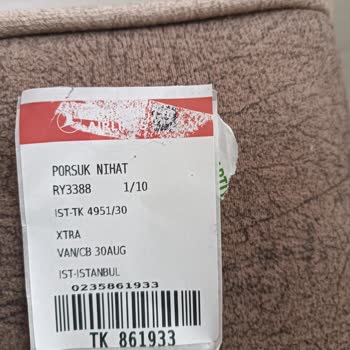 PORSUK NIHAT
RY3388 1/10
IST-TK 4951/30
XTRA
VAN/CB 30AUG
IST-ISTANBUL
0235861933
TK 861933